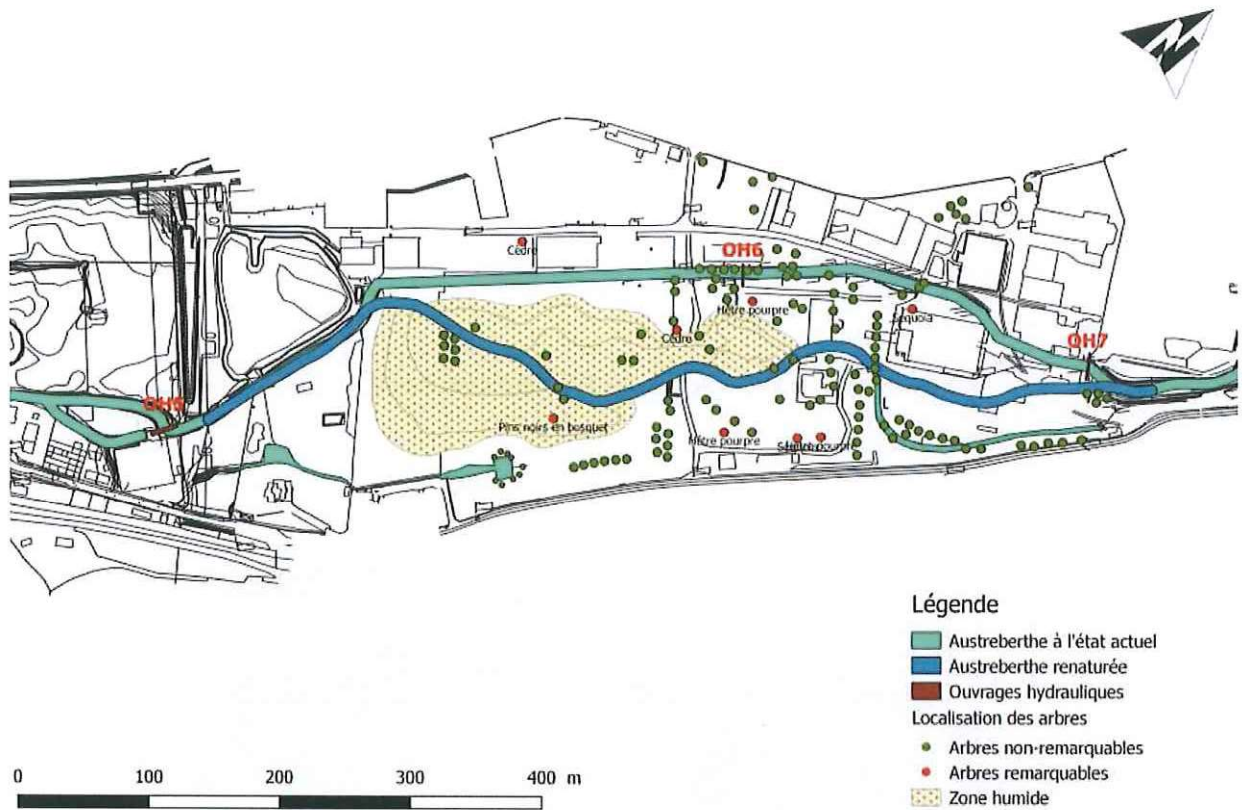 N
Cèdre
OH6
Hêtre pourpre
Cèdre
Séquoia
OH7
OH5
Pins noirs en bosquet
Hêtre pourpre
Légende
Austreberthe à l'état actuel
Austreberthe renaturée
Ouvrages hydrauliques
Localisation des arbres
Arbres non-remarquables
Arbres remarquables
Zone humide
0 100 200 300 400 m